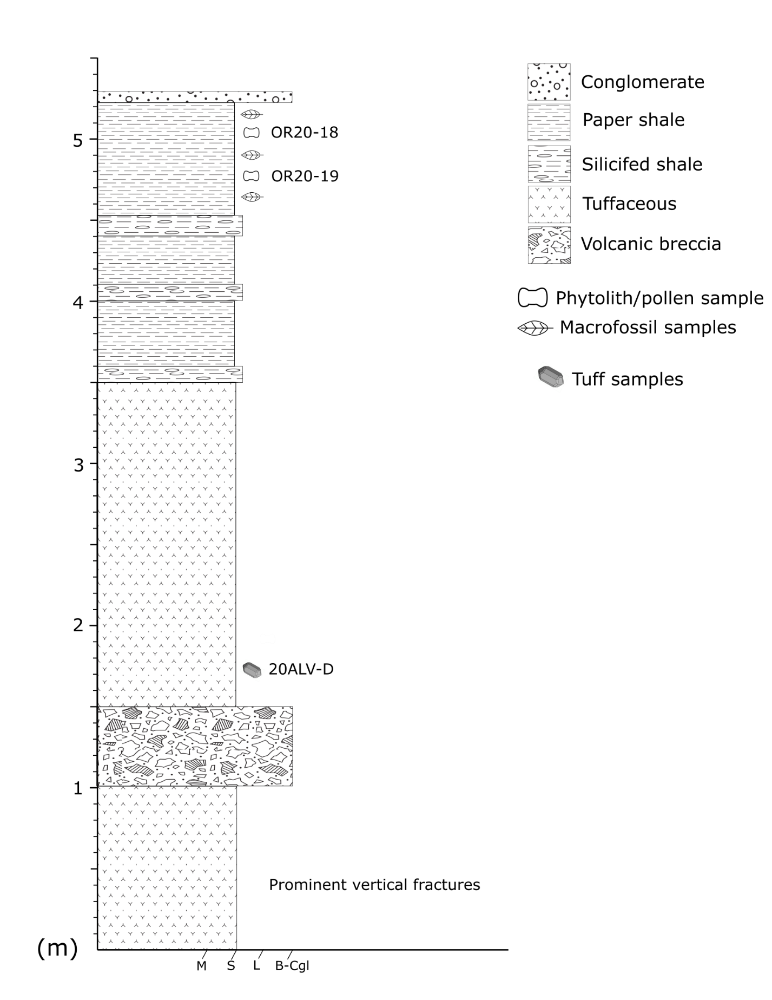 Conglomerate
Paper shale
Silicifed shale
Tuffaceous
Volcanic breccia
Phytolith/pollen sample
Macrofossil samples
Tuff samples
OR20-18
5
OR20-19
4
3
2
20ALV-D
1
Prominent vertical fractures
(m)
M S L B-Cgl